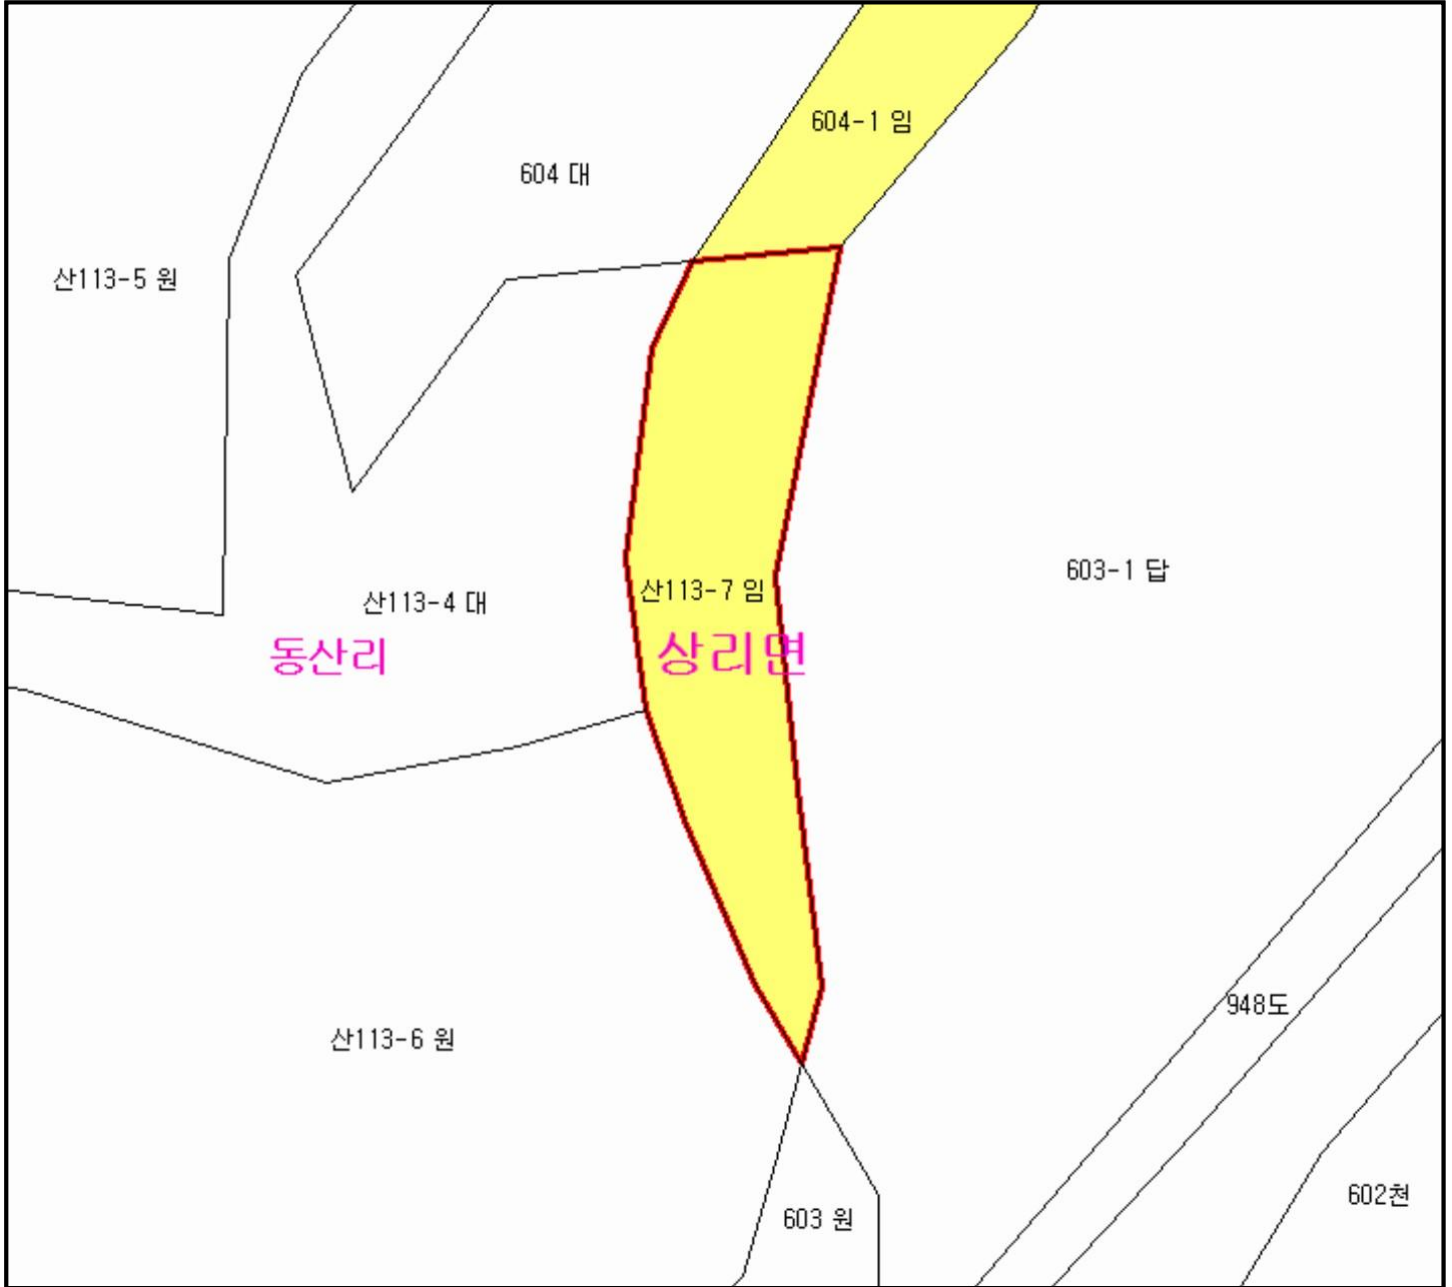 604-1 임
604 대
산113-5 원
603-1 답
산113-7 임
산113-4 대
동산리
상리면
948도
산113-6 원
602천
603 원